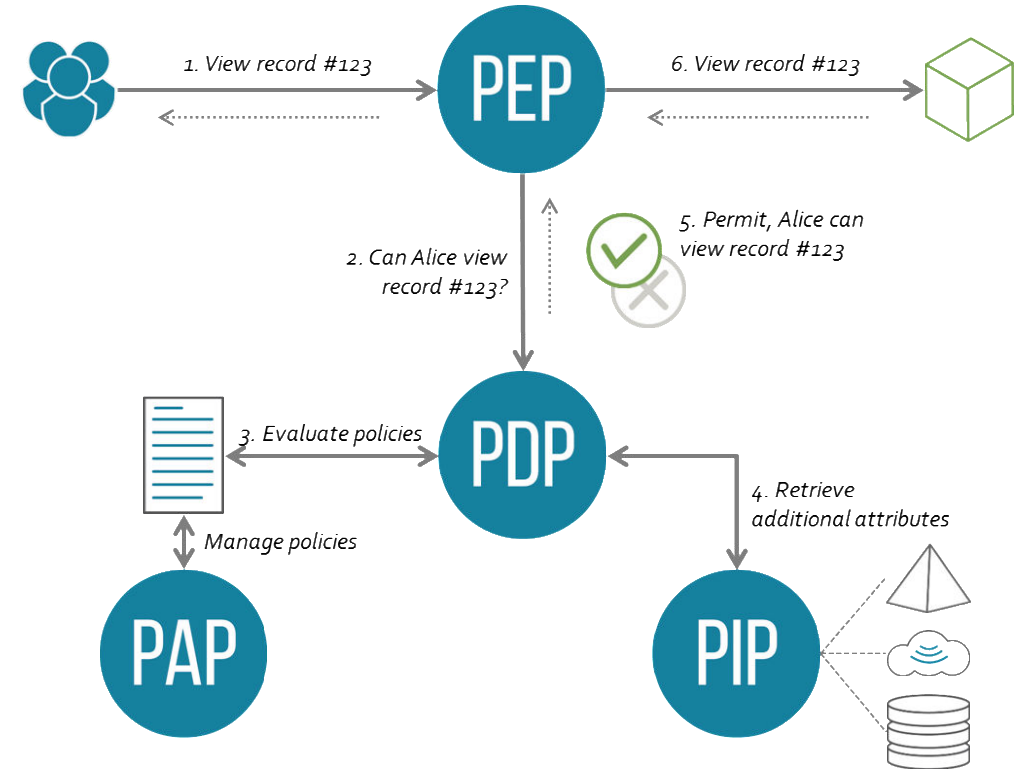 1. View record #123
PEP
6. View record #123
2. Can Alice view
record #123?
5. Permit, Alice can
view record #123
3. Evaluate policies
PDP
4. Retrieve
additional attributes
Manage policies
PAP
PIP